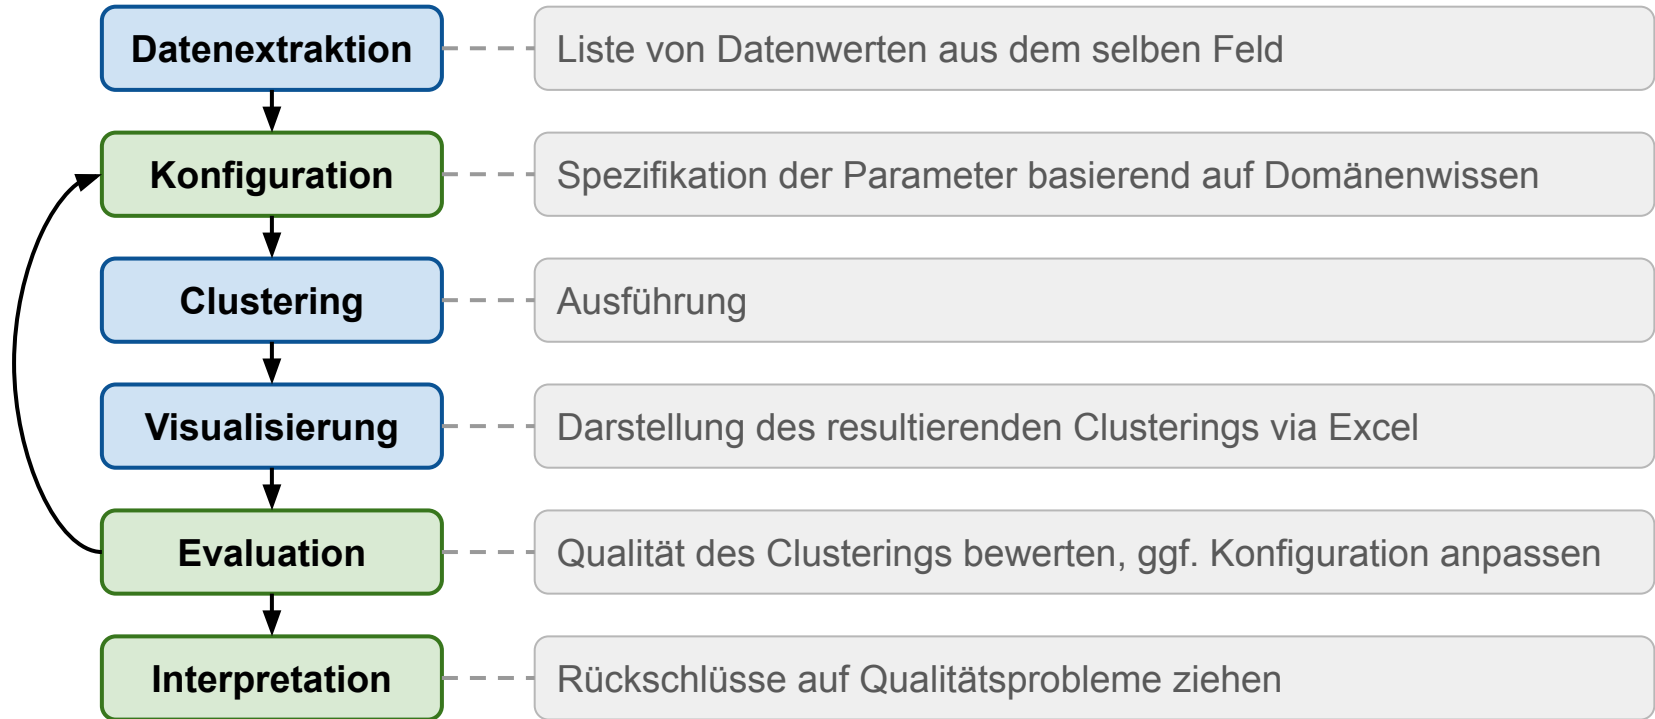 Datenextraktion
Liste von Datenwerten aus dem selben Feld
Konfiguration
Spezifikation der Parameter basierend auf Domänenwissen
Clustering
Ausführung
Visualisierung
Darstellung des resultierenden Clusterings via Excel
Evaluation
Qualität des Clusterings bewerten, ggf. Konfiguration anpassen
Interpretation
Rückschlüsse auf Qualitätsprobleme ziehen